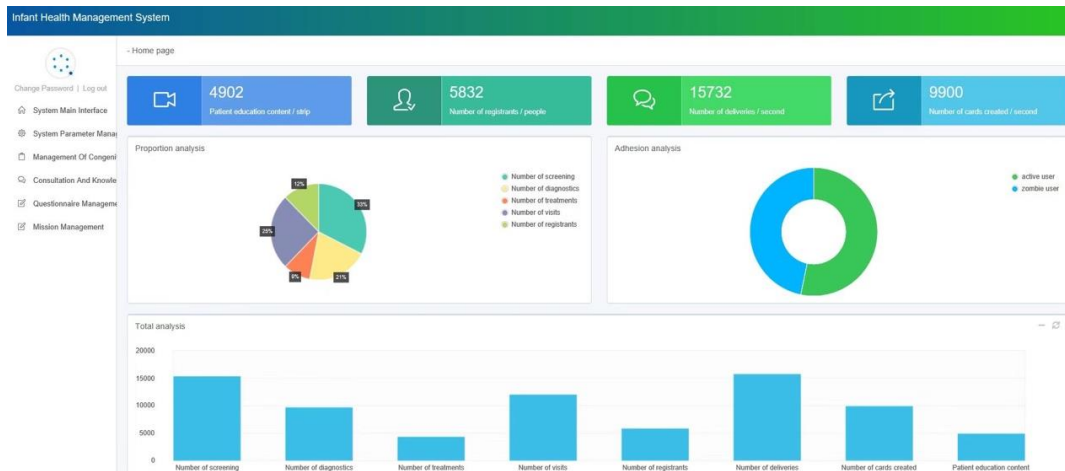 Infant Health Management System
- Home page
Change Password | Log out
System Main Interface
System Parameter Mana
Management Of Congeni
Consultation And Knowle
Questionnaire Manageme
Mission Management
4902
Patient education content / strip
5832
Number of registrants / people
15732
Number of deliveries / second
9900
Number of cards created / second
Proportion analysis
12%
33%
25%
21%
Number of screening
Number of diagnostics
Number of treatments
Number of visits
Number of registrants
Adhesion analysis
active user
zombie user
Total analysis
20000
15000
10000
5000
0
Number of screening Number of diagnostics Number of treatments Number of visits Number of registrants Number of deliveries Number of cards created Patient education content